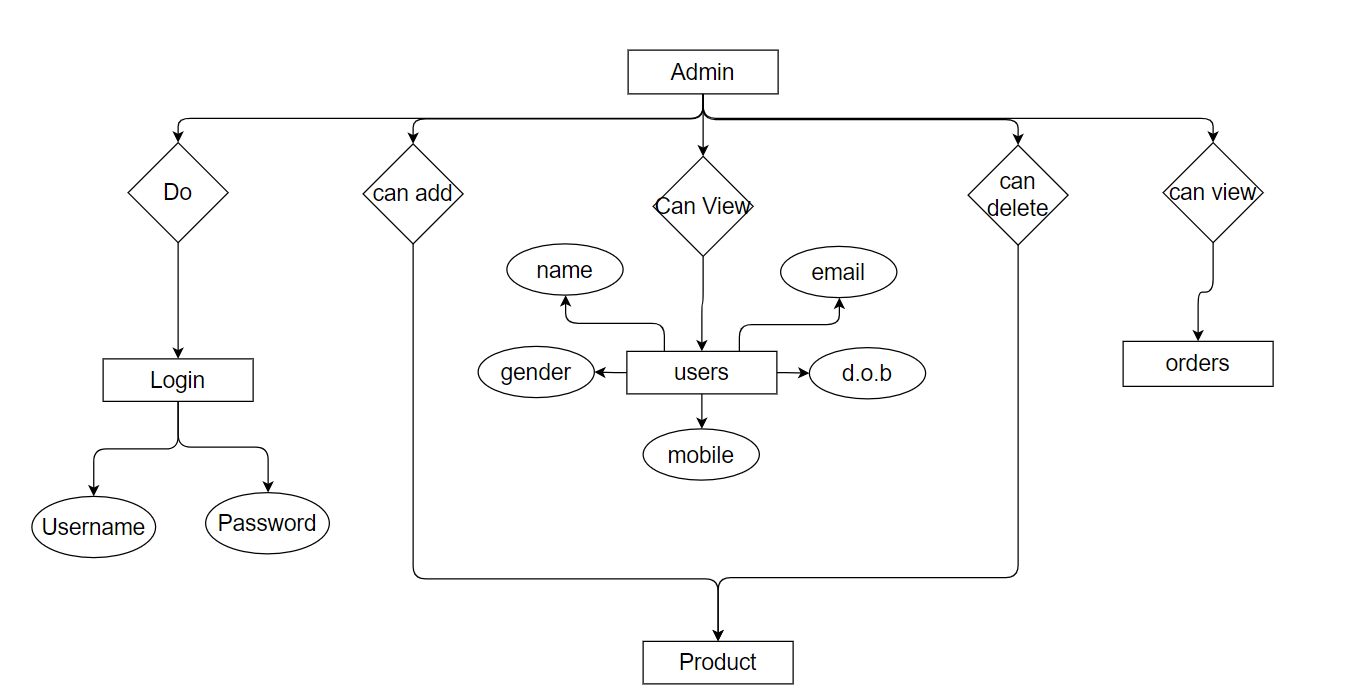 Admin
Do
can add
Can View
can
delete
can view
name
email
gender
users
d.o.b
orders
Login
mobile
Username
Password
Product